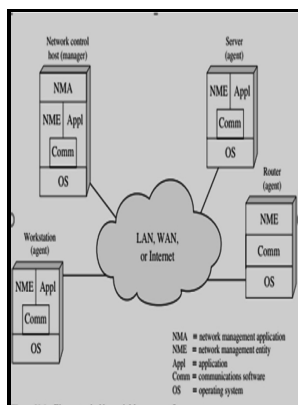 Network control
host (manager)
NMA
NME Appl
Comm
OS
Server
(agent)
NME Appl
Comm
OS
Router
(agent)
NME
Comm
OS
LAN, WAN,
or Internet
Workstation
(agent)
NME Appl
Comm
OS
NMA = network management application
NME = network management entity
Appl = application
Comm = communications software
OS = operating system